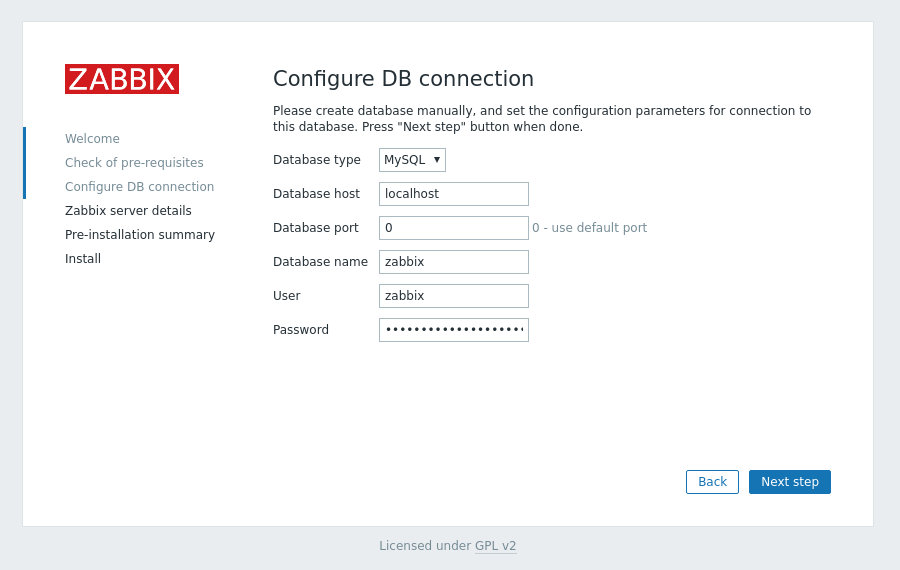 ZABBIX
Welcome
Check of pre-requisites
Configure DB connection
Zabbix server details
Pre-installation summary
Install
Configure DB connection
Please create database manually, and set the configuration parameters for connection to
this database. Press "Next step" button when done.
Database type MySQL ▼
Database host localhost
Database port 0 0 - use default port
Database name zabbix
User zabbix
Password ••••••••••••••••••••
Back Next step
Licensed under GPL v2